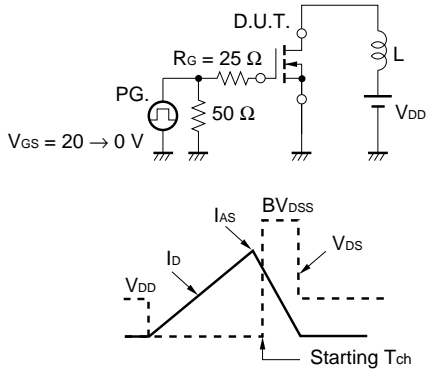 D.U.T.
RG = 25 Ω
L
PG.
50 Ω
VDD
VGS = 20 → 0 V
BVDSS
IAS
VDS
ID
VDD
Starting Tch